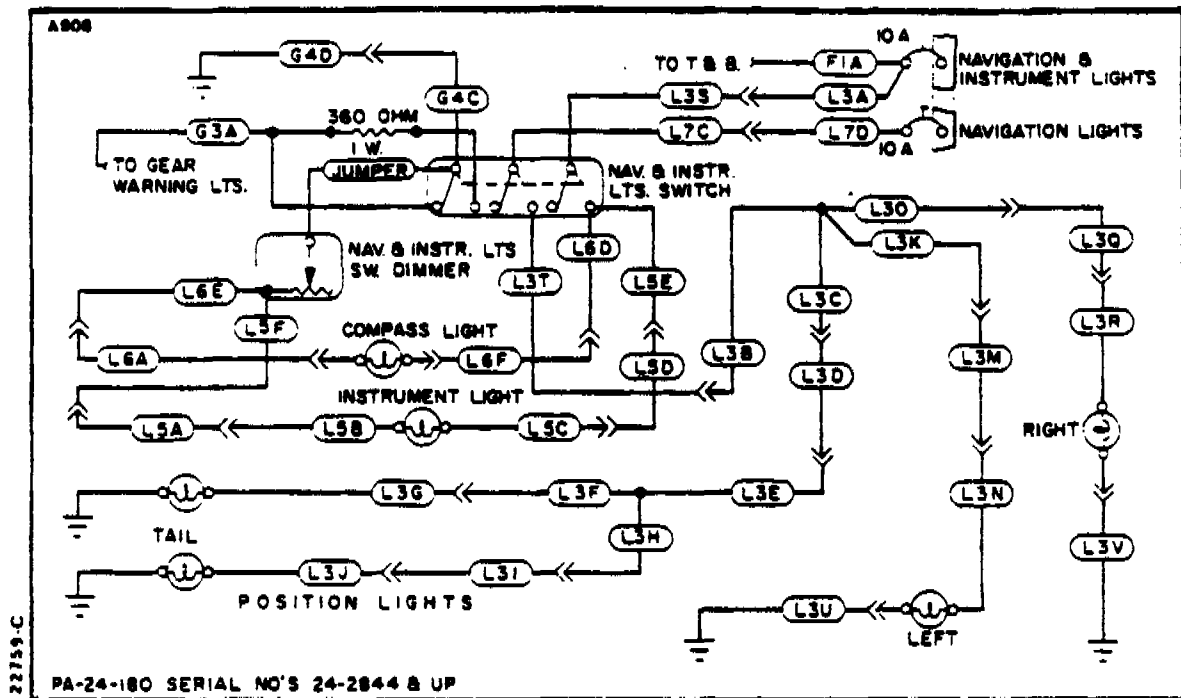 A908
G4D
10 A
TO T & B.
F1A
NAVIGATION &
INSTRUMENT LIGHTS
G4C
L3S
L3A
G3A
360 OHM
1 W.
L7C
L7D
NAVIGATION LIGHTS
10 A
TO GEAR
WARNING LTS.
JUMPER
NAV. & INSTR.
LTS. SWITCH
L3O
L3K
L3Q
NAV. & INSTR. LTS
SW. DIMMER
L6D
L3T
L5E
L6E
L3C
L5F
L3R
COMPASS LIGHT
L6A
L6F
L5D
L3B
L3M
L3D
INSTRUMENT LIGHT
L5A
L5B
L5C
RIGHT
L3G
L3F
L3E
L3N
TAIL
L3H
L3V
L3J
L3I
POSITION LIGHTS
L3U
LEFT
22759-C
PA-24-180 SERIAL NO'S 24-2844 & UP